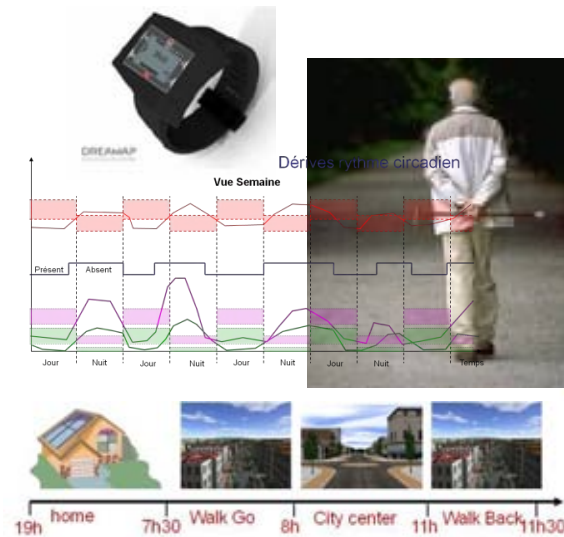 DREAMAP
Dérives rythme circadien
Vue Semaine
Présent
Absent
Jour
Nuit
Jour
Nuit
Jour
Nuit
Jour
Nuit
Temps
home
Walk Go
City center
Walk Back
19h
7h30
8h
11h
11h30